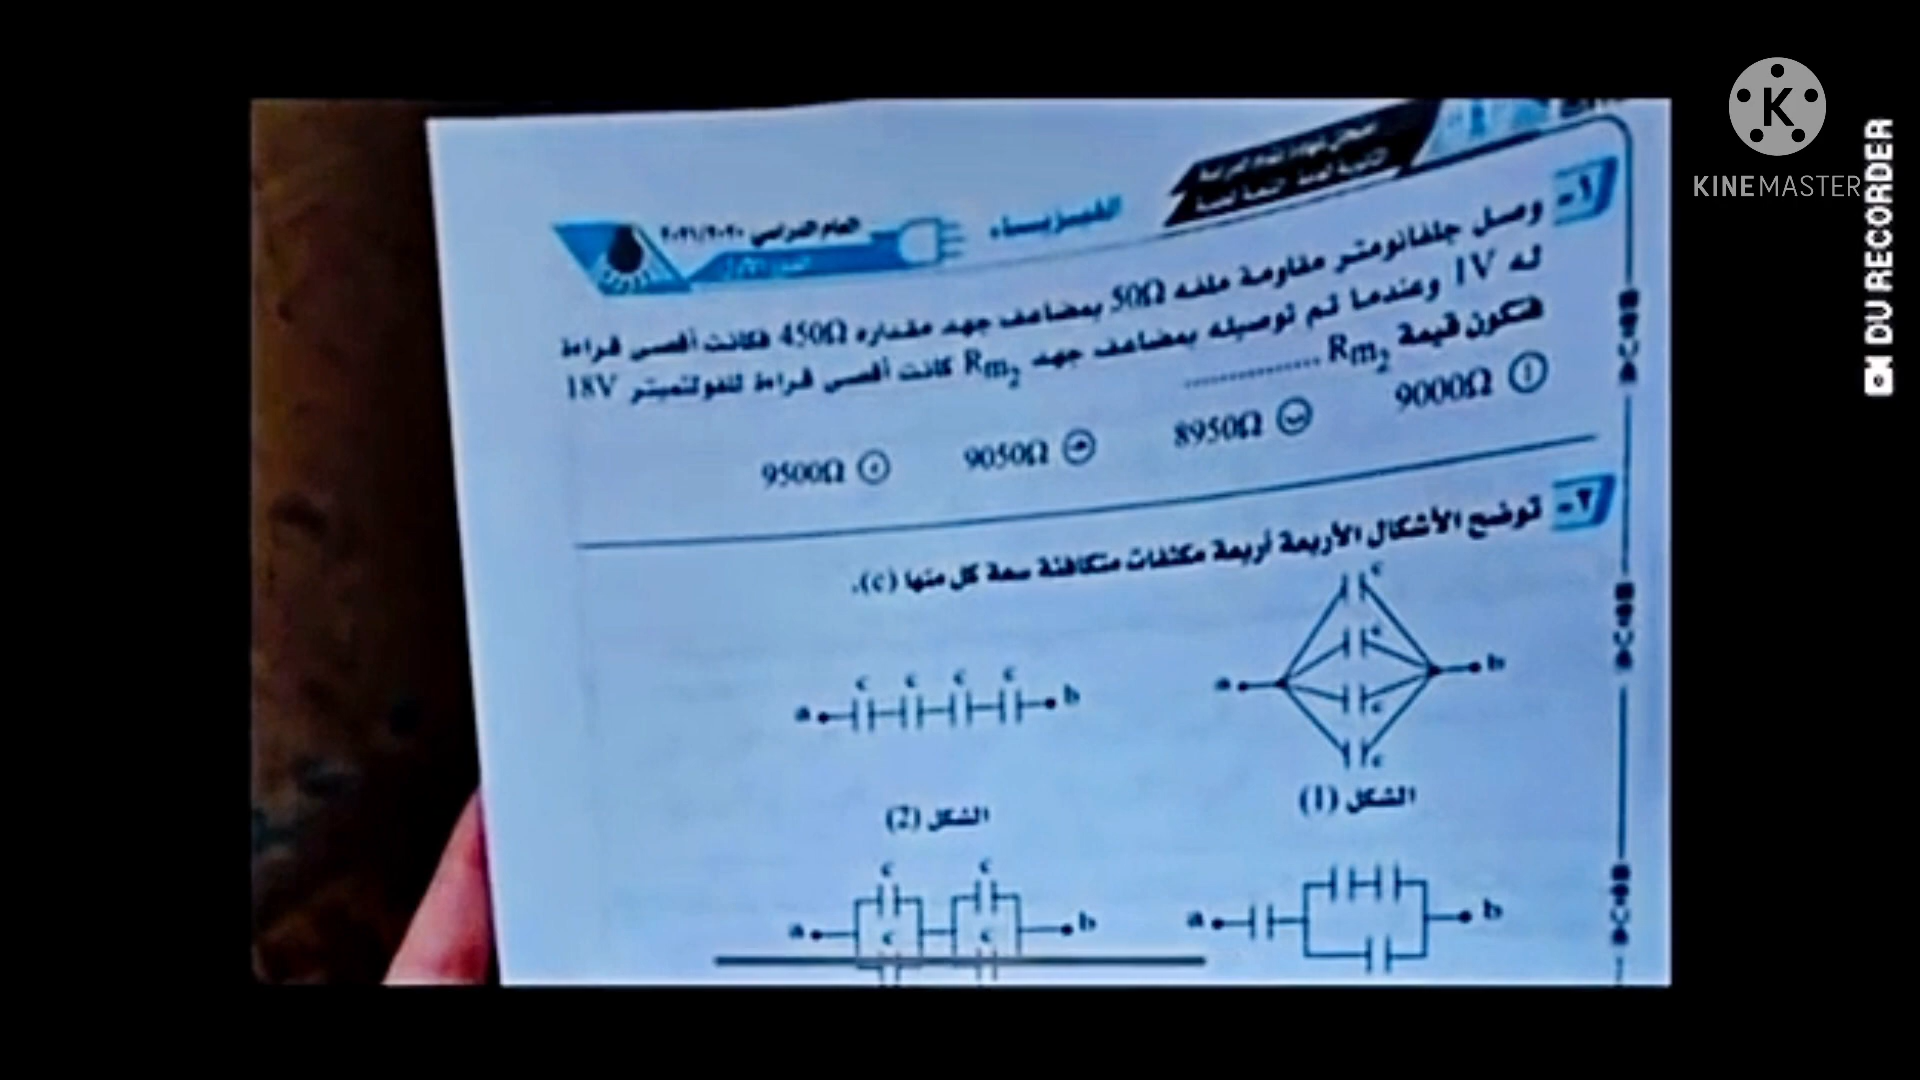 KINEMASTER
DU RECORDER
الفيزياء
العام الدراسي ٢٠٢١/٢٠٢٠
١-
وصل جلفانومتر مقاومة ملفه 50Ω بمضاعف جهد مقداره 450Ω فكانت أقصى قراءة
له 1V وعندما تم توصيله بمضاعف جهد Rm2 كانت أقصى قراءة للفولتميتر 18V
فتكون قيمة Rm2 ..............
أ 9000Ω
ب 8950Ω
ج 9050Ω
د 9500Ω
٢- توضح الأشكال الأربعة أربعة مكثفات متكافئة سعة كل منها (c).
a c c c c b
الشكل (1)
a c c c c b
الشكل (2)
a b
a c c c c b